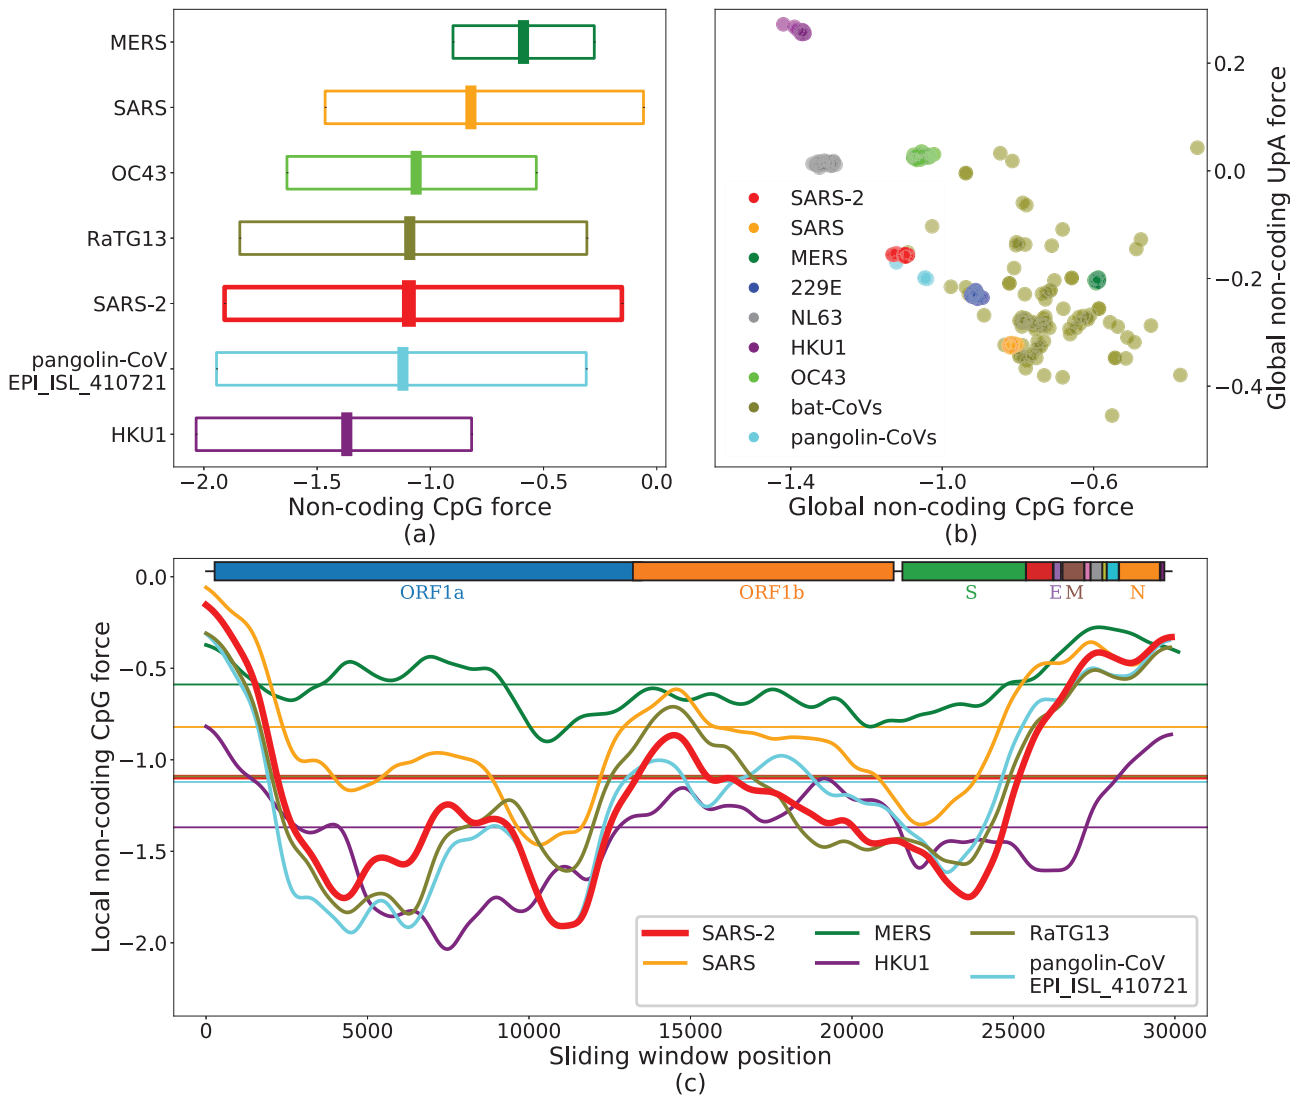 MERS
SARS
OC43
RaTG13
SARS-2
pangolin-CoV
EPI_ISL_410721
HKU1
−2.0 −1.5 −1.0 −0.5 0.0
Non-coding CpG force
(a)
SARS-2
SARS
MERS
229E
NL63
HKU1
OC43
bat-CoVs
pangolin-CoVs
0.2
0.0
−0.2
−0.4
Global non-coding UpA force
−1.4 −1.0 −0.6
Global non-coding CpG force
(b)
ORF1a ORF1b S E M N
0.0
−0.5
−1.0
−1.5
−2.0
Local non-coding CpG force
SARS-2 MERS RaTG13
SARS HKU1 pangolin-CoV
EPI_ISL_410721
0 5000 10000 15000 20000 25000 30000
Sliding window position
(c)